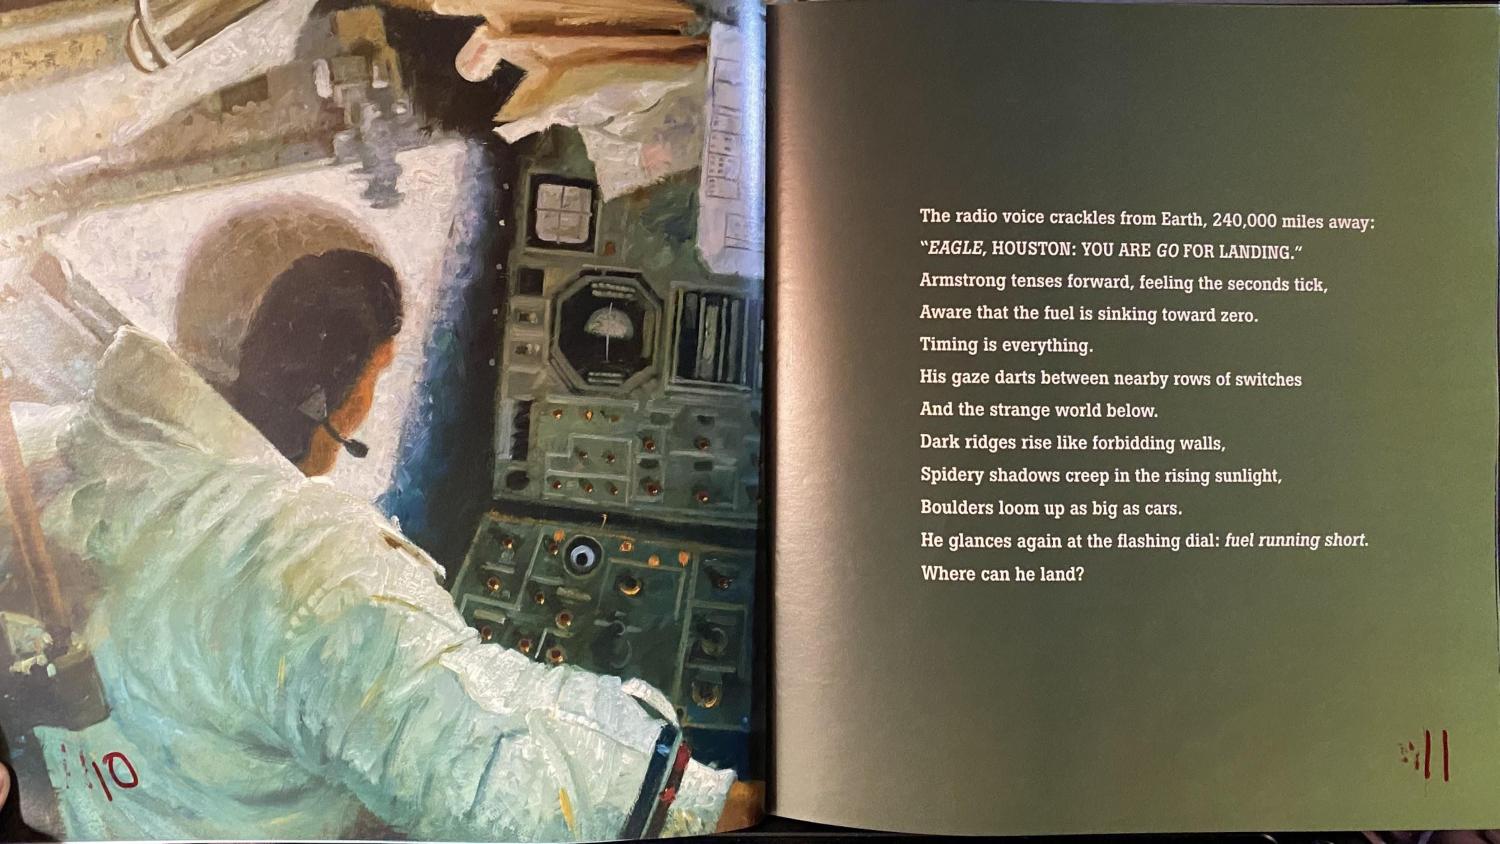 The radio voice crackles from Earth, 240,000 miles away:
“EAGLE, HOUSTON: YOU ARE GO FOR LANDING.”
Armstrong tenses forward, feeling the seconds tick,
Aware that the fuel is sinking toward zero.
Timing is everything.
His gaze darts between nearby rows of switches
And the strange world below.
Dark ridges rise like forbidding walls,
Spidery shadows creep in the rising sunlight,
Boulders loom up as big as cars.
He glances again at the flashing dial: fuel running short.
Where can he land?
10
11